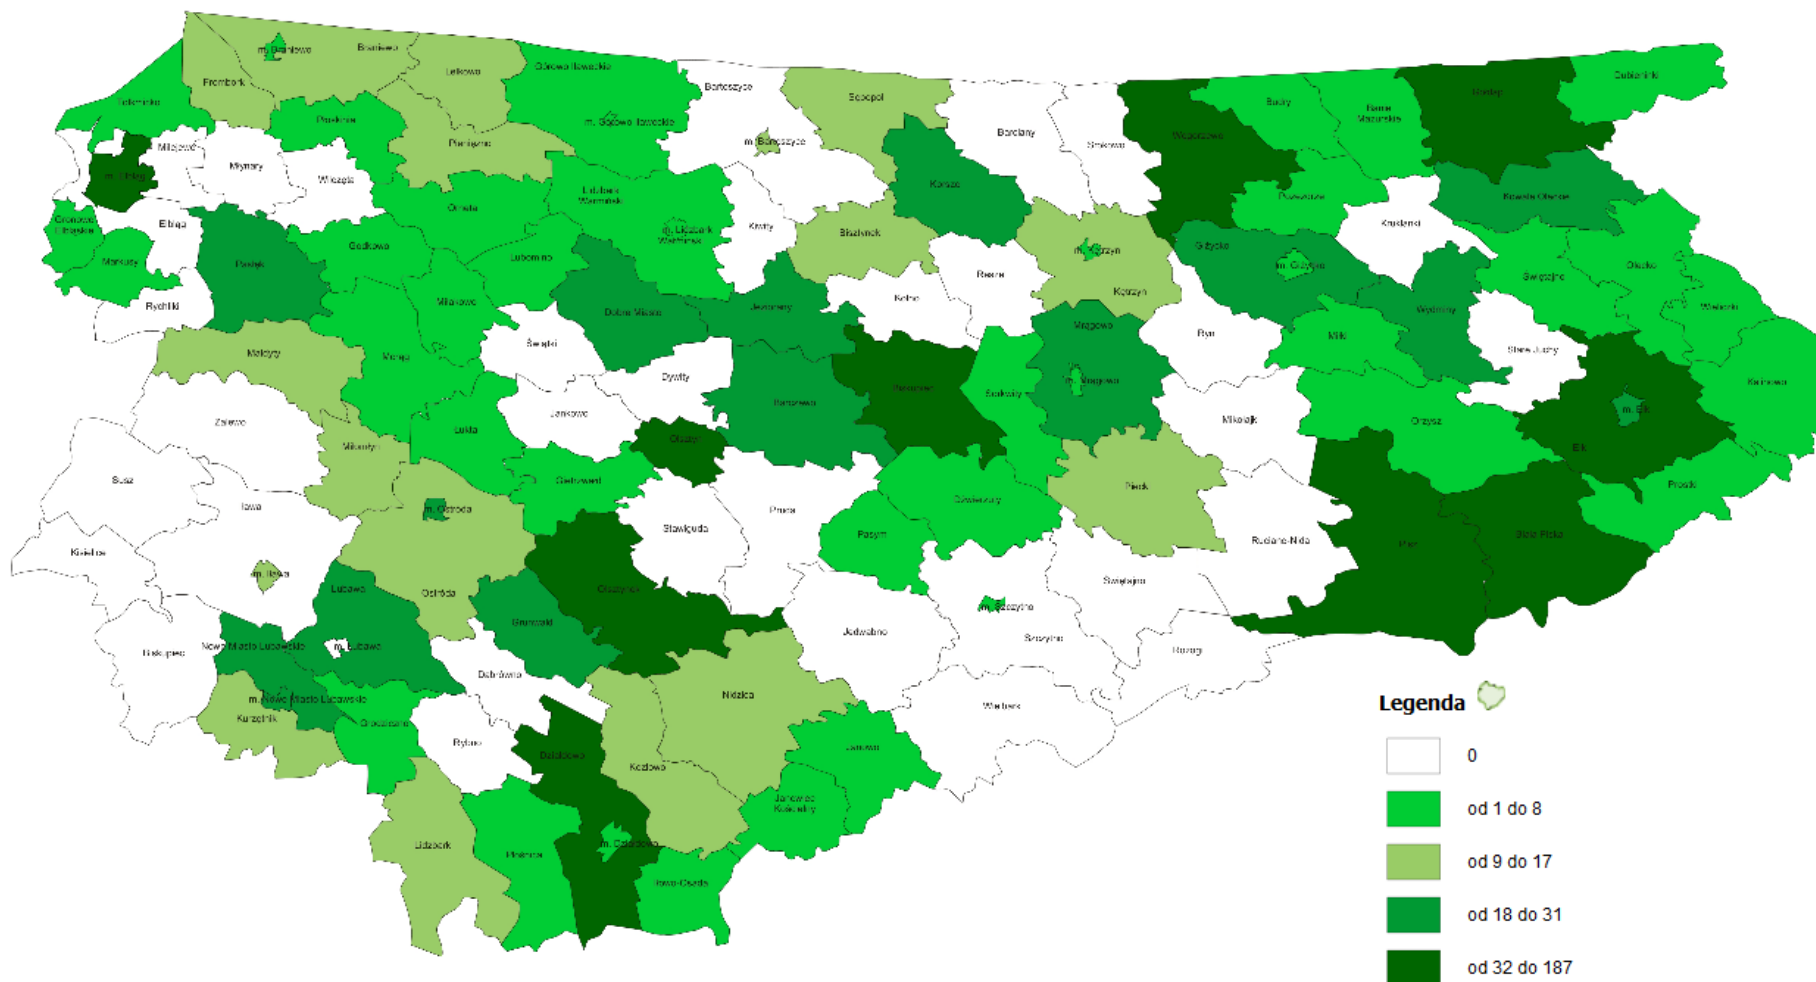 m. Braniewo
Braniewo
Frombork
Lelkowo
Górowo Iławeckie
Tolkmicko
Płoskinia
m. Górowo Iławeckie
Bartoszyce
Sępopol
Barciany
Srokowo
Węgorzewo
Budry
Banie
Mazurskie
Gołdap
Dubeninki
Milejewo
Młynary
Wilczęta
Pieniężno
m. Bartoszyce
m. Elbląg
Orneta
Lidzbark
Warmiński
Korsze
Pozezdrze
Kowale Oleckie
Gronowo
Elbląskie
Elbląg
Godkowo
m. Lidzbark
Warmiński
Kiwity
Bisztynek
m. Kętrzyn
Giżycko
Kruklanki
Markusy
Pasłęk
Lubomino
Reszel
m. Giżycko
Świętajno
Olecko
Rychliki
Miłakowo
Dobre Miasto
Jeziorany
Kolno
Kętrzyn
Wydminy
Wieliczki
Małdyty
Morąg
Świątki
Mrągowo
Ryn
Miłki
Stare Juchy
Dywity
Barczewo
Biskupiec
Sorkwity
m. Mrągowo
Kalinowo
Zalewo
Łukta
Jonkowo
Mikołajk
Orzysz
m. Ełk
Miłomłyn
Olsztyn
Ełk
Susz
Gietrzwałd
Dźwierzuty
Piecki
Prostki
Iława
m. Ostróda
Stawiguda
Purda
Pasym
Ruciane-Nida
Pisz
Biała Piska
Kisielice
m. Iława
Lubawa
Ostróda
Olsztynek
Świętajno
Grunwald
m. Szczytno
Jedwabno
Szczytno
Rozogi
Biskupiec
Nowe Miasto Lubawskie
m. Lubawa
Dąbrówno
Nidzica
m. Nowe Miasto Lubawskie
Kurzętnik
Grodziczno
Wielbark
Rybno
Działdowo
Kozłowo
Janowo
Janowiec
Kościelny
Lidzbark
Płośnica
m. Działdowo
Iłowo-Osada
Legenda
0
od 1 do 8
od 9 do 17
od 18 do 31
od 32 do 187